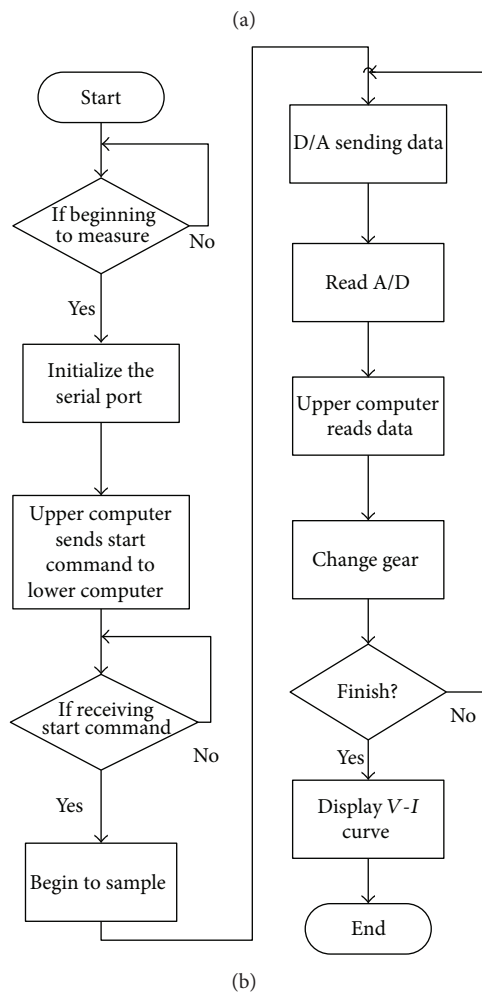 (a)
Start
If beginning
to measure
No
Yes
Initialize the
serial port
Upper computer
sends start
command to
lower computer
If receiving
start command
No
Yes
Begin to sample
D/A sending data
Read A/D
Upper computer
reads data
Change gear
Finish?
No
Yes
Display V-I
curve
End
(b)